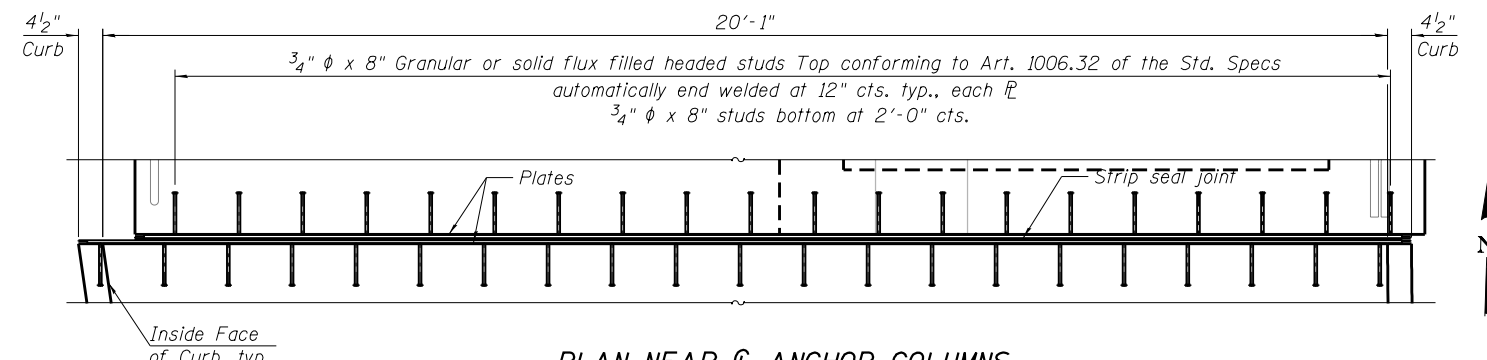 4½" 20'-1" 4½"
Curb Curb
¾" ϕ x 8" Granular or solid flux filled headed studs Top conforming to Art. 1006.32 of the Std. Specs
automatically end welded at 12" cts. typ., each ℄
¾" ϕ x 8" studs bottom at 2'-0" cts.
Plates
Strip seal joint
N
Inside Face
of Curb, typ.
PLAN NEAR ℄ ANCHOR COLUMNS